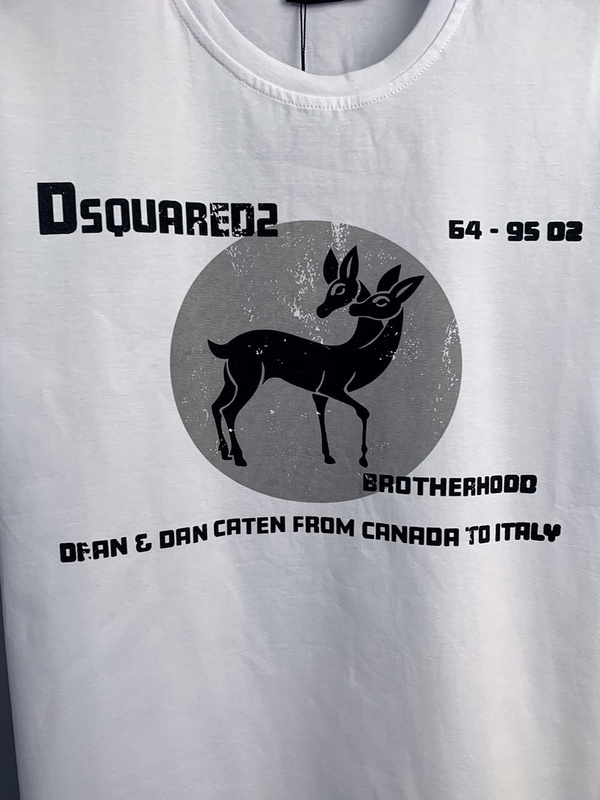 DSQUARED2
64 - 95 02
BROTHERHOOD
DEAN & DAN CATEN FROM CANADA TO ITALY